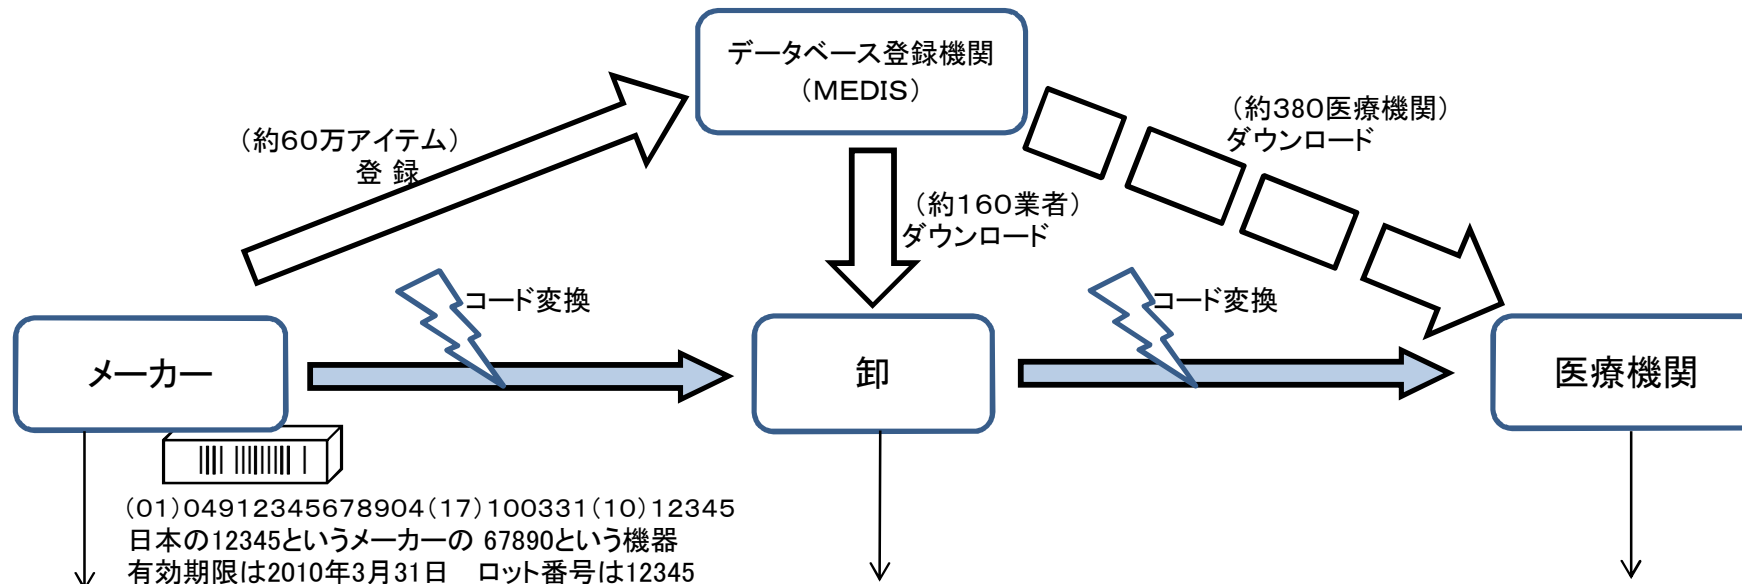 データベース登録機関
（MEDIS）
（約380医療機関）
ダウンロード
（約60万アイテム）
登 録
（約160業者）
ダウンロード
コード変換
コード変換
メーカー
卸
医療機関
(01)04912345678904(17)100331(10)12345
日本の12345というメーカーの 67890という機器
有効期限は2010年3月31日　ロット番号は12345